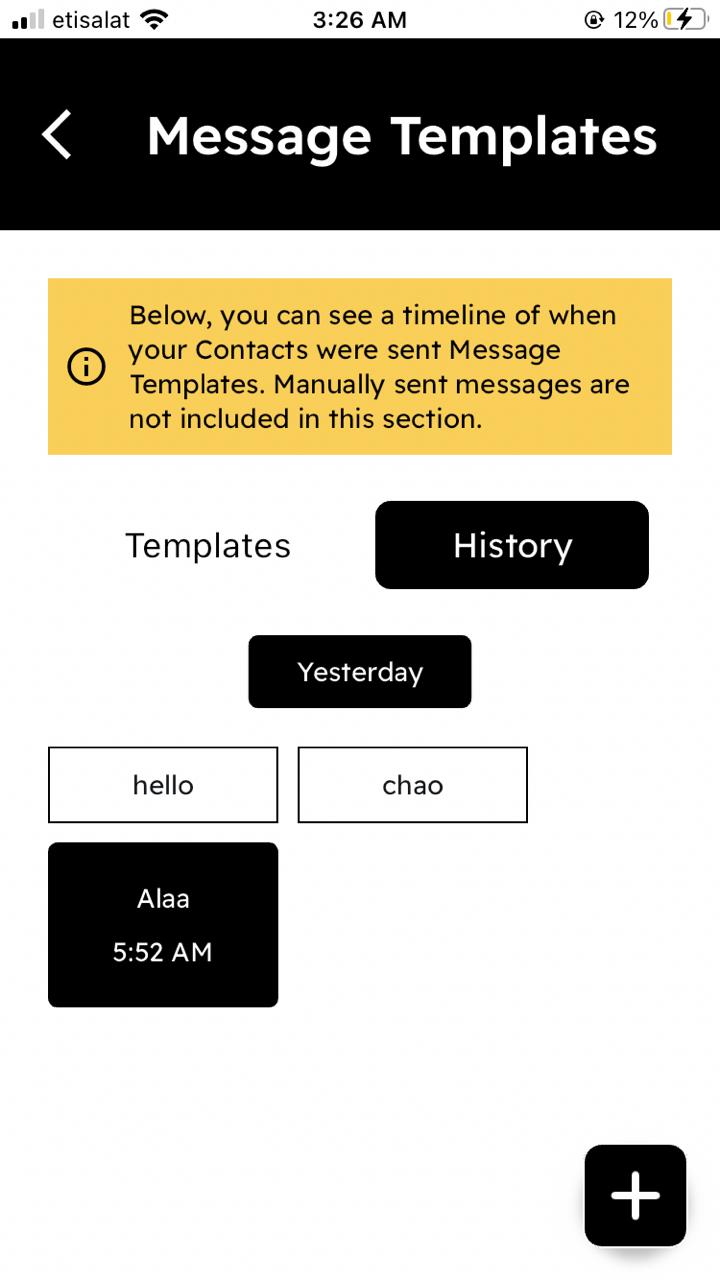 etisalat 3:26 AM 12%
Message Templates
Below, you can see a timeline of when
your Contacts were sent Message
Templates. Manually sent messages are
not included in this section.
Templates History
Yesterday
hello chao
Alaa
5:52 AM